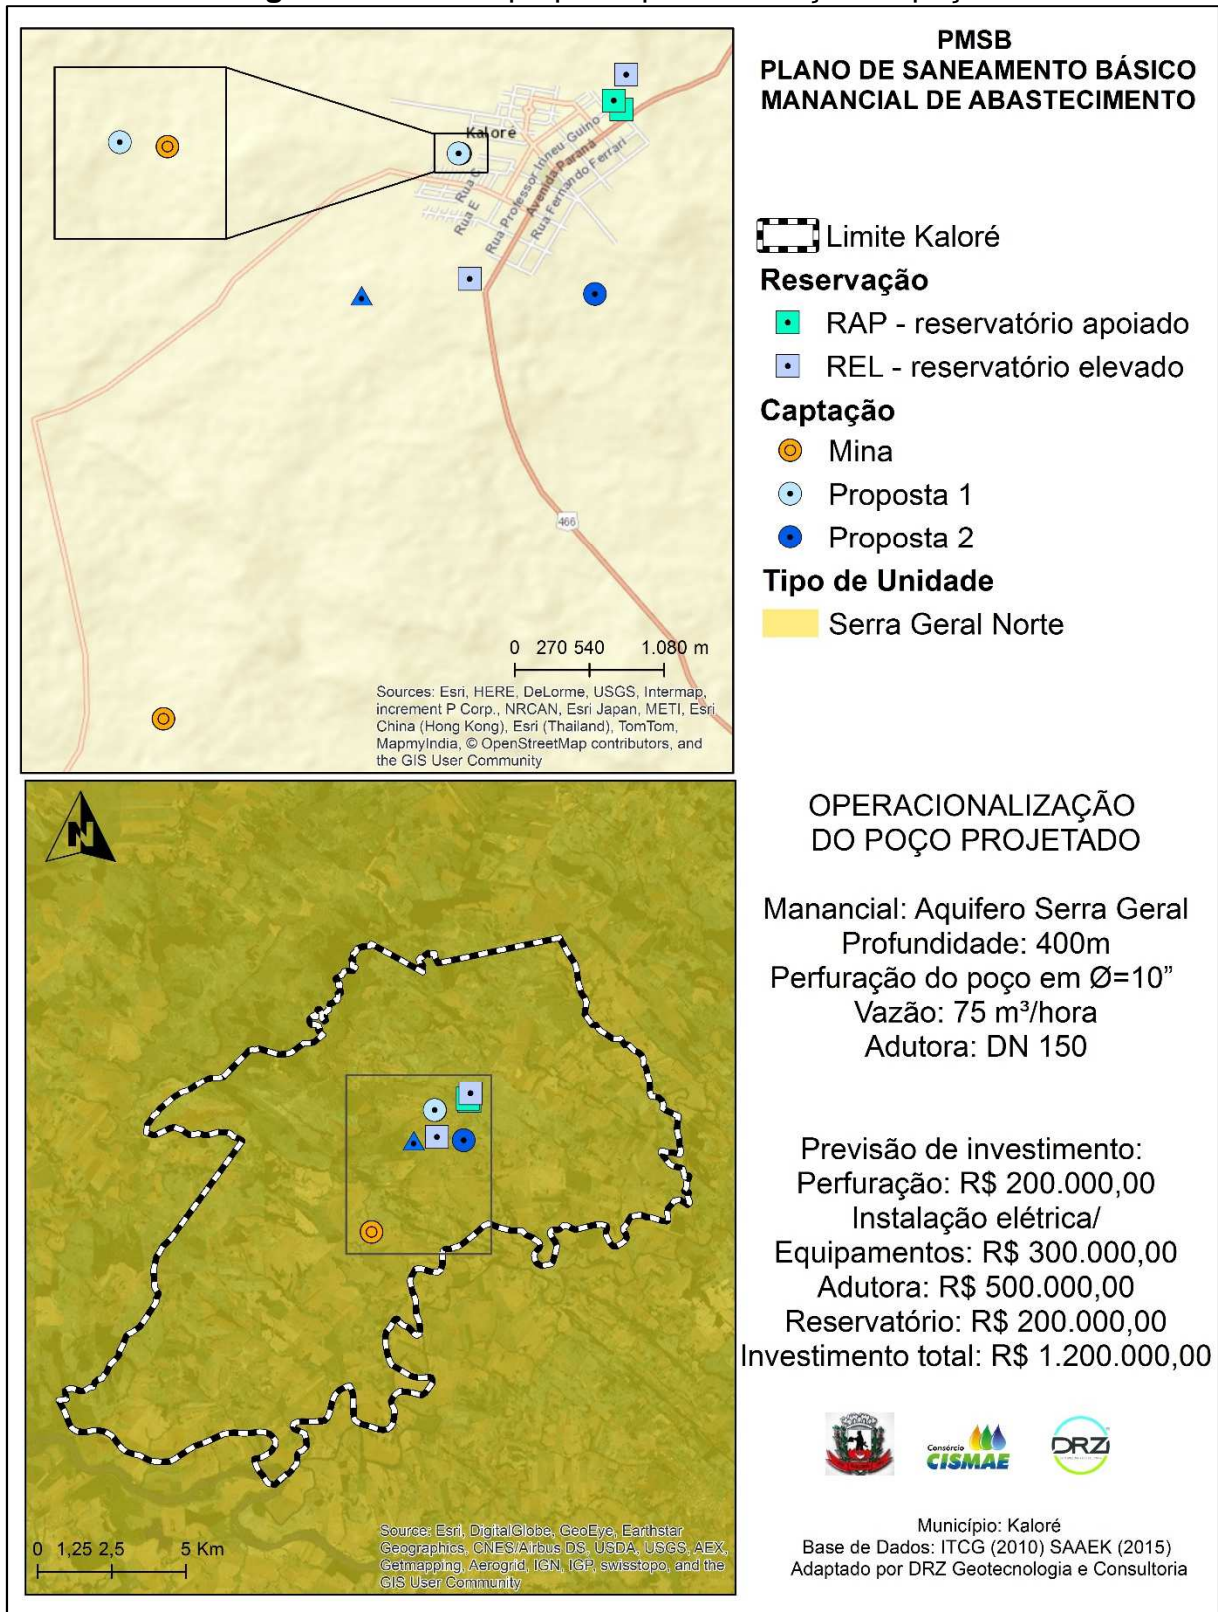 PMSB
PLANO DE SANEAMENTO BÁSICO
MANANCIAL DE ABASTECIMENTO
Kaloré
Rua C
Rua E
Rua Professor Irineu Guino
Avenida Paraná
Rua Fernando Ferrari
466
0 270 540 1.080 m
Sources: Esri, HERE, DeLorme, USGS, Intermap,
increment P Corp., NRCAN, Esri Japan, METI, Esri
China (Hong Kong), Esri (Thailand), TomTom,
MapmyIndia, © OpenStreetMap contributors, and
the GIS User Community
Limite Kaloré
Reservação
RAP - reservatório apoiado
REL - reservatório elevado
Captação
Mina
Proposta 1
Proposta 2
Tipo de Unidade
Serra Geral Norte
N
0 1,25 2,5 5 Km
Source: Esri, DigitalGlobe, GeoEye, Earthstar
Geographics, CNES/Airbus DS, USDA, USGS, AEX,
Getmapping, Aerogrid, IGN, IGP, swisstopo, and the
GIS User Community
OPERACIONALIZAÇÃO
DO POÇO PROJETADO
Manancial: Aquifero Serra Geral
Profundidade: 400m
Perfuração do poço em Ø=10”
Vazão: 75 m³/hora
Adutora: DN 150
Previsão de investimento:
Perfuração: R$ 200.000,00
Instalação elétrica/
Equipamentos: R$ 300.000,00
Adutora: R$ 500.000,00
Reservatório: R$ 200.000,00
Investimento total: R$ 1.200.000,00
Consórcio
CISMAE
DRZ
Município: Kaloré
Base de Dados: ITCG (2010) SAAEK (2015)
Adaptado por DRZ Geotecnologia e Consultoria